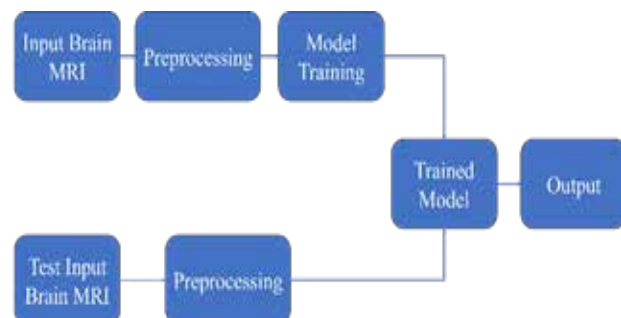 Input Brain
MRI
Preprocessing
Model
Training
Trained
Model
Output
Test Input
Brain MRI
Preprocessing